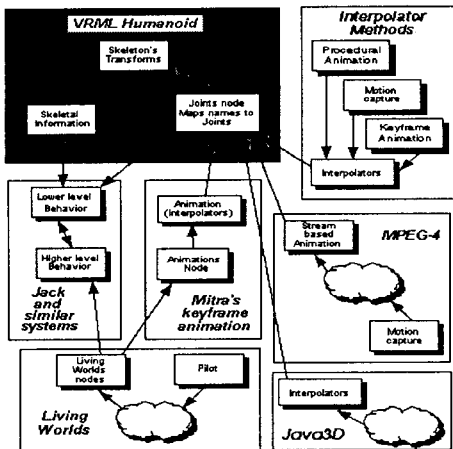 VRML Humanoid
Skeleton's
Transforms
Skeletal
Information
Joints node
Maps names to
Joints
Interpolator
Methods
Procedural
Animation
Motion
capture
Keyframe
Animation
Interpolators
Lower level
Behavior
Higher level
Behavior
Jack
and
similar
systems
Animation
(Interpolators)
Animations
Node
Mitra's
keyframe
animation
Stream
based
Animation
MPEG-4
Motion
capture
Living
Worlds
nodes
Pilot
Living
Worlds
Interpolators
Java3D